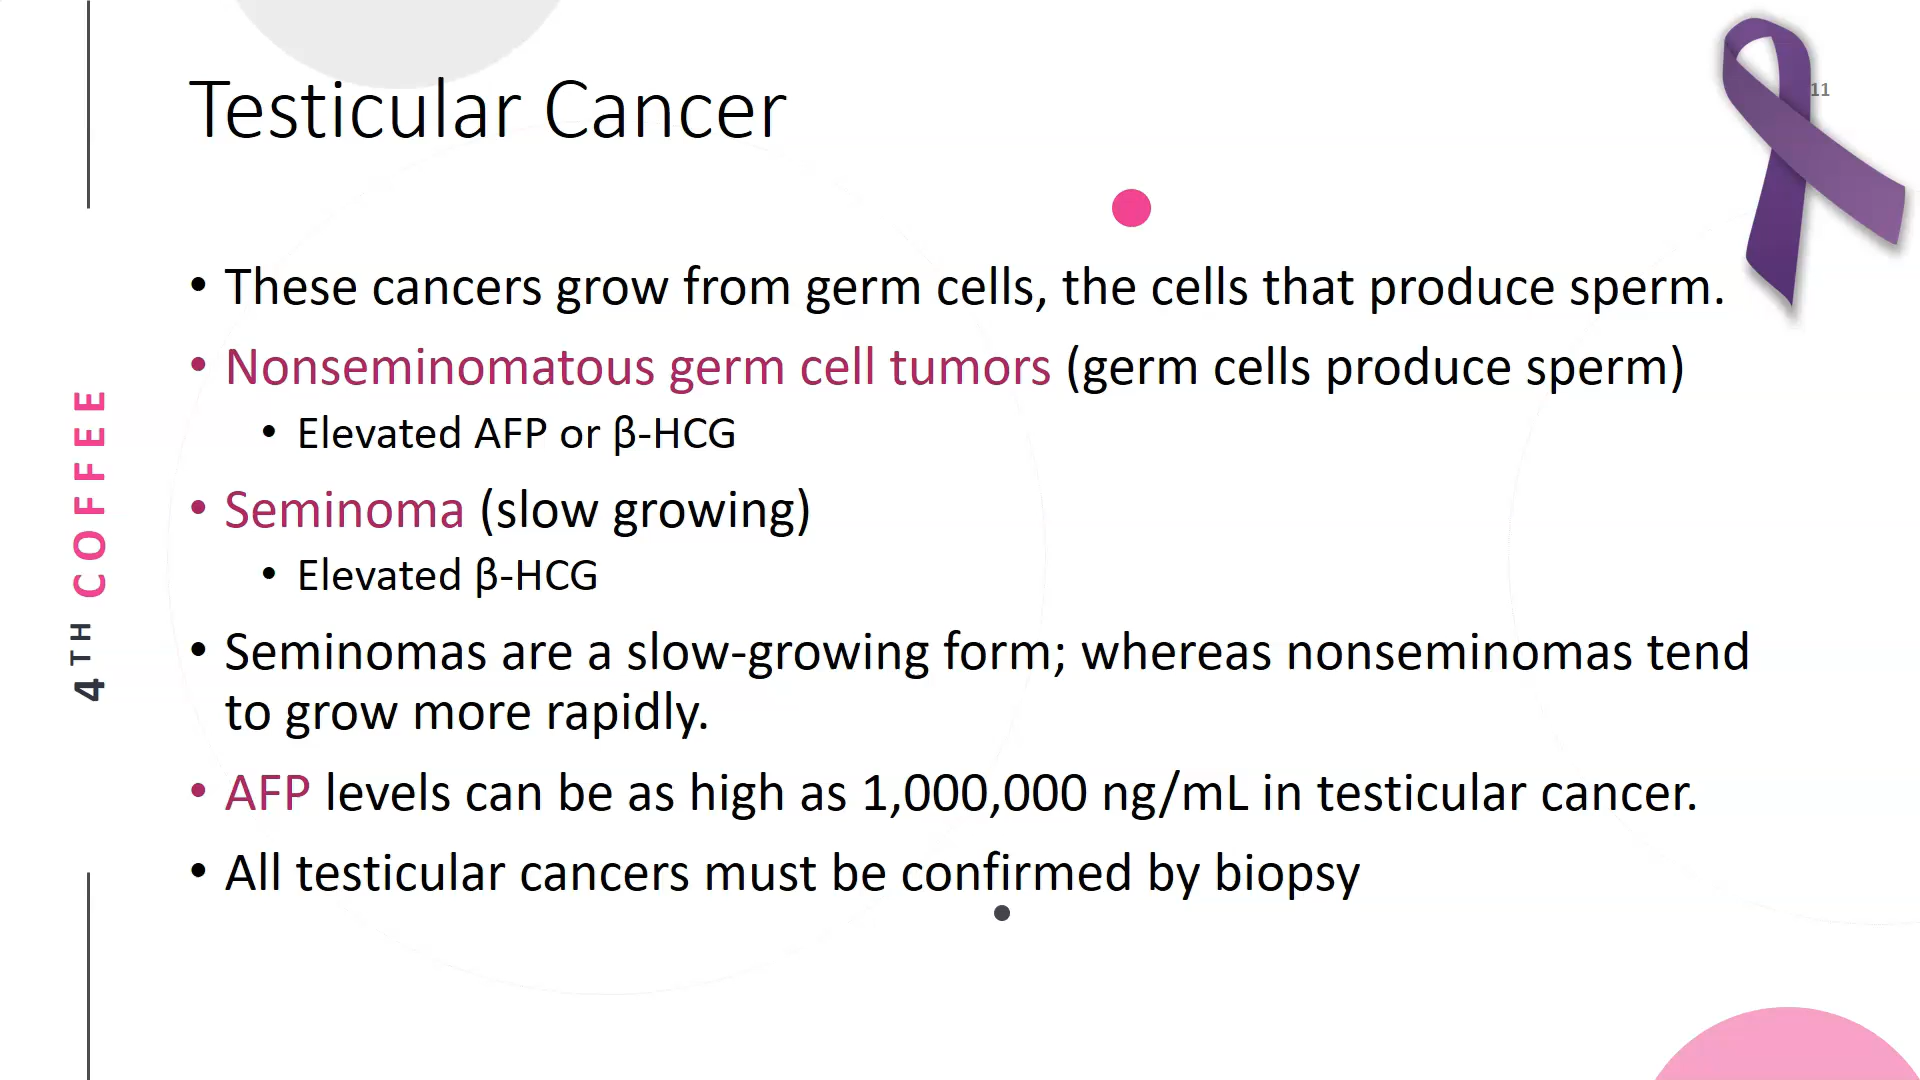 Testicular Cancer
11
• These cancers grow from germ cells, the cells that produce sperm.
• Nonseminomatous germ cell tumors (germ cells produce sperm)
• Elevated AFP or β-HCG
• Seminoma (slow growing)
• Elevated β-HCG
• Seminomas are a slow-growing form; whereas nonseminomas tend
to grow more rapidly.
• AFP levels can be as high as 1,000,000 ng/mL in testicular cancer.
• All testicular cancers must be confirmed by biopsy
4TH COFFEE